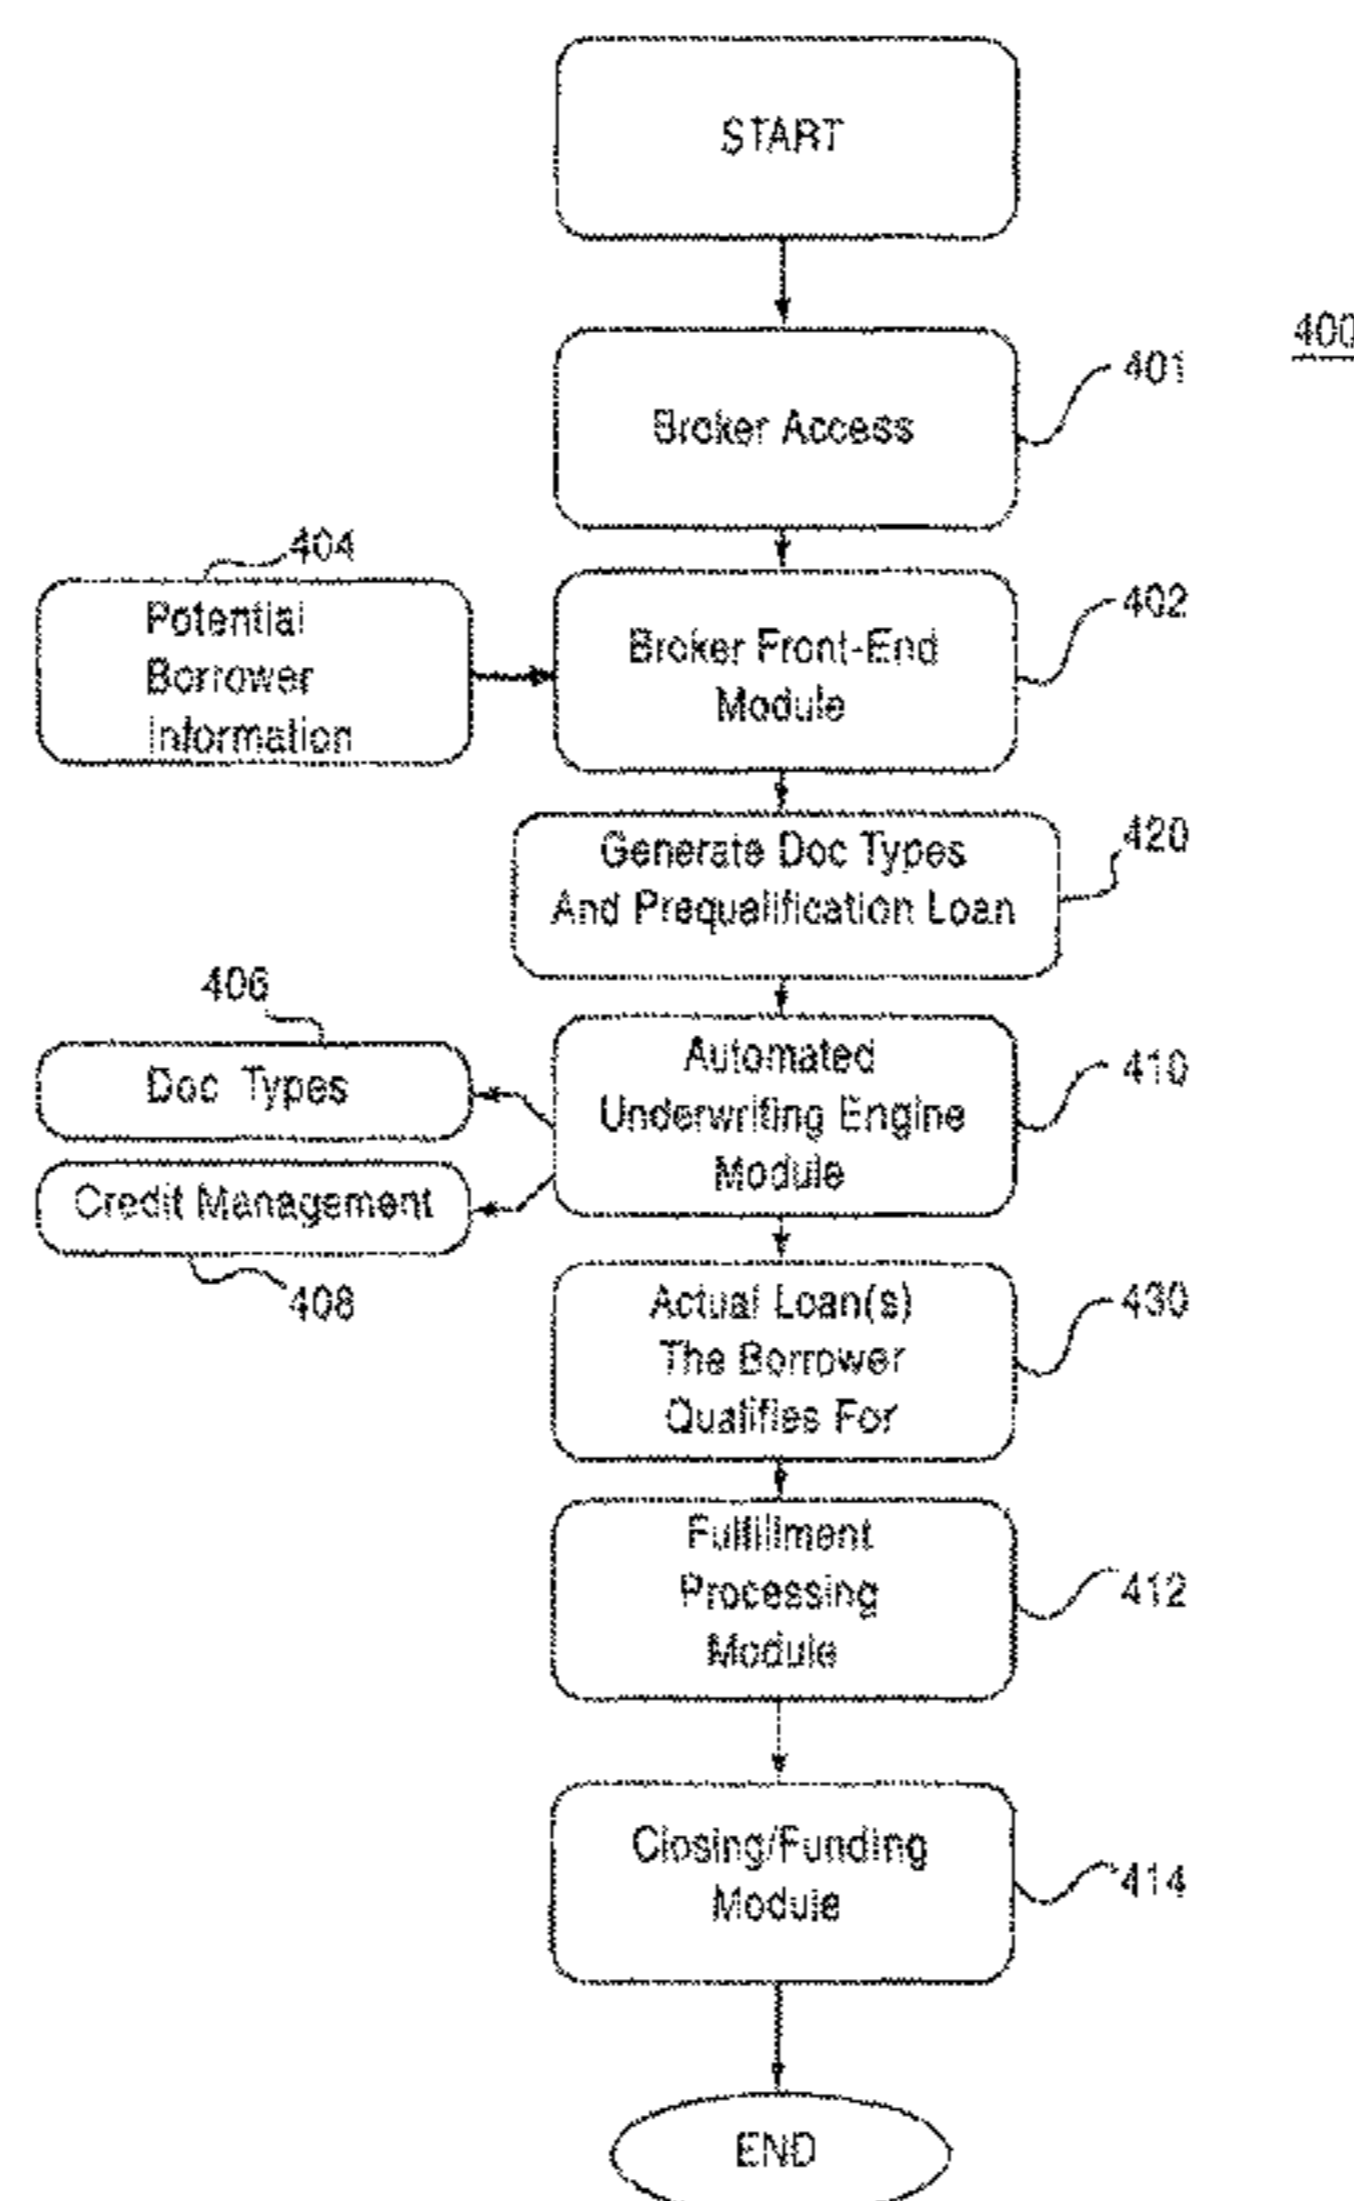 START
400
401
Broker Access
404
402
Potential
Borrower
Information
Broker Front-End
Module
420
Generate Doc Types
And Prequalification Loan
406
Doc Types
Credit Management
408
Automated
Underwriting Engine
Module
410
Actual Loan(s)
The Borrower
Qualifies For
430
Fulfillment
Processing
Module
412
Closing/Funding
Module
414
END